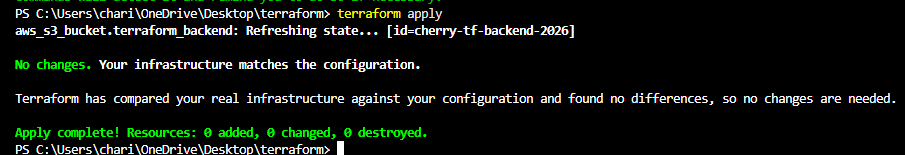 PS C:\Users\chari\OneDrive\Desktop\terraform> terraform apply
aws_s3_bucket.terraform_backend: Refreshing state... [id=cherry-tf-backend-2026]
No changes. Your infrastructure matches the configuration.
Terraform has compared your real infrastructure against your configuration and found no differences, so no changes are needed.
Apply complete! Resources: 0 added, 0 changed, 0 destroyed.
PS C:\Users\chari\OneDrive\Desktop\terraform>